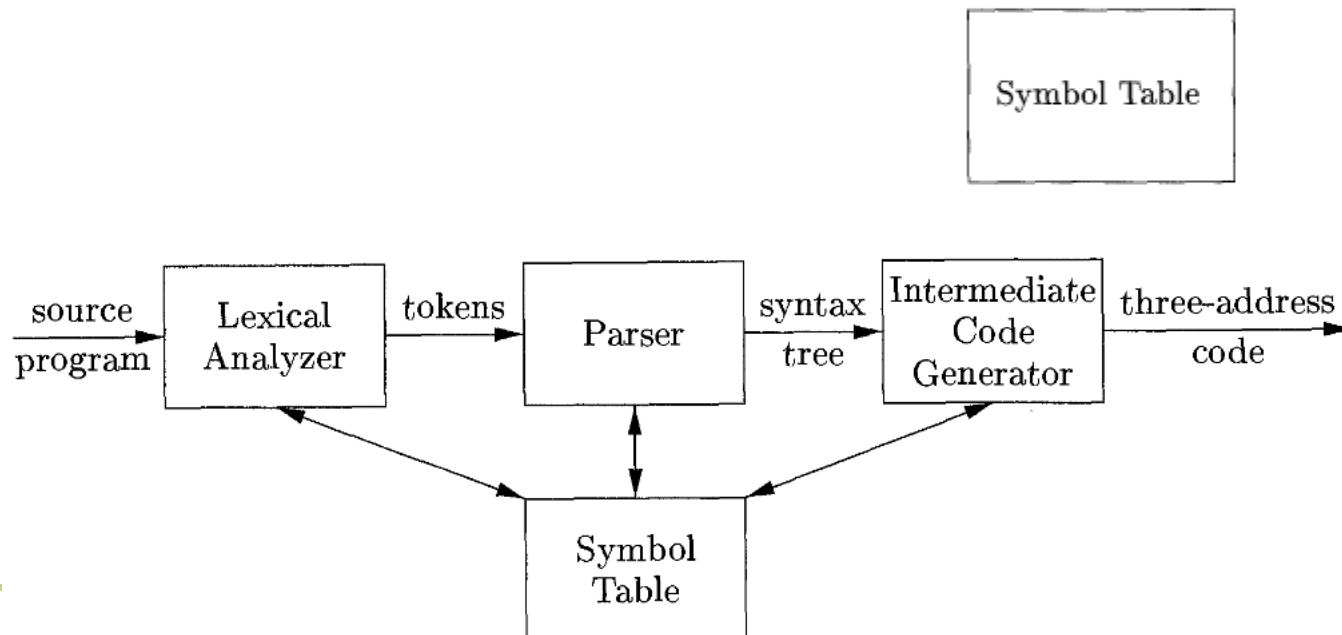 Symbol Table
source
program
Lexical
Analyzer
tokens
Parser
syntax
tree
Intermediate
Code
Generator
three-address
code
Symbol
Table